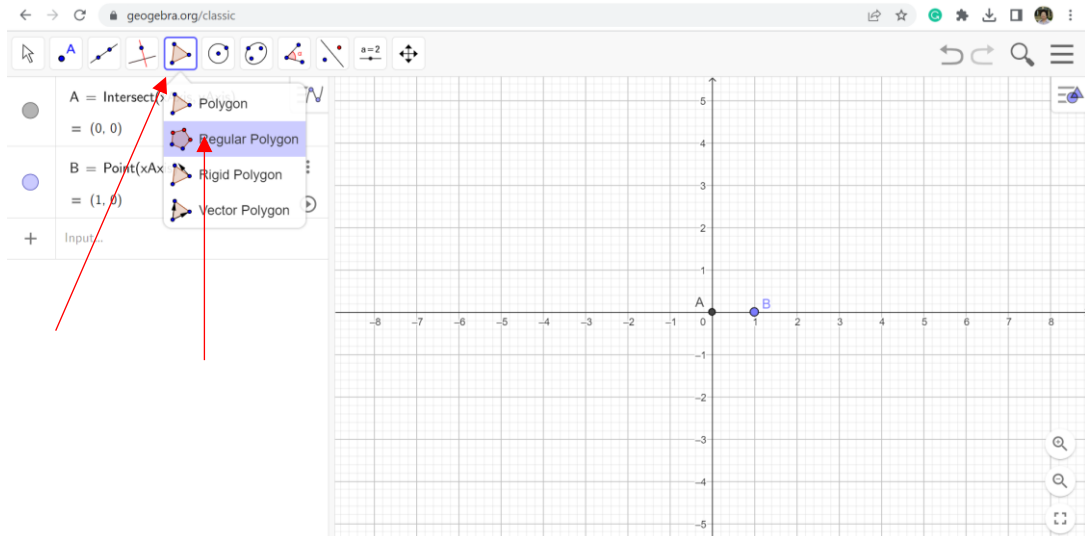 geogebra.org/classic
A
a=2
A = Intersect(x
= (0, 0)
B = Point(xAx
= (1, 0)
+ Input...
Polygon
Regular Polygon
Rigid Polygon
Vector Polygon
5
4
3
2
1
A B
–8 –7 –6 –5 –4 –3 –2 –1 0 1 2 3 4 5 6 7 8
–1
–2
–3
–4
–5